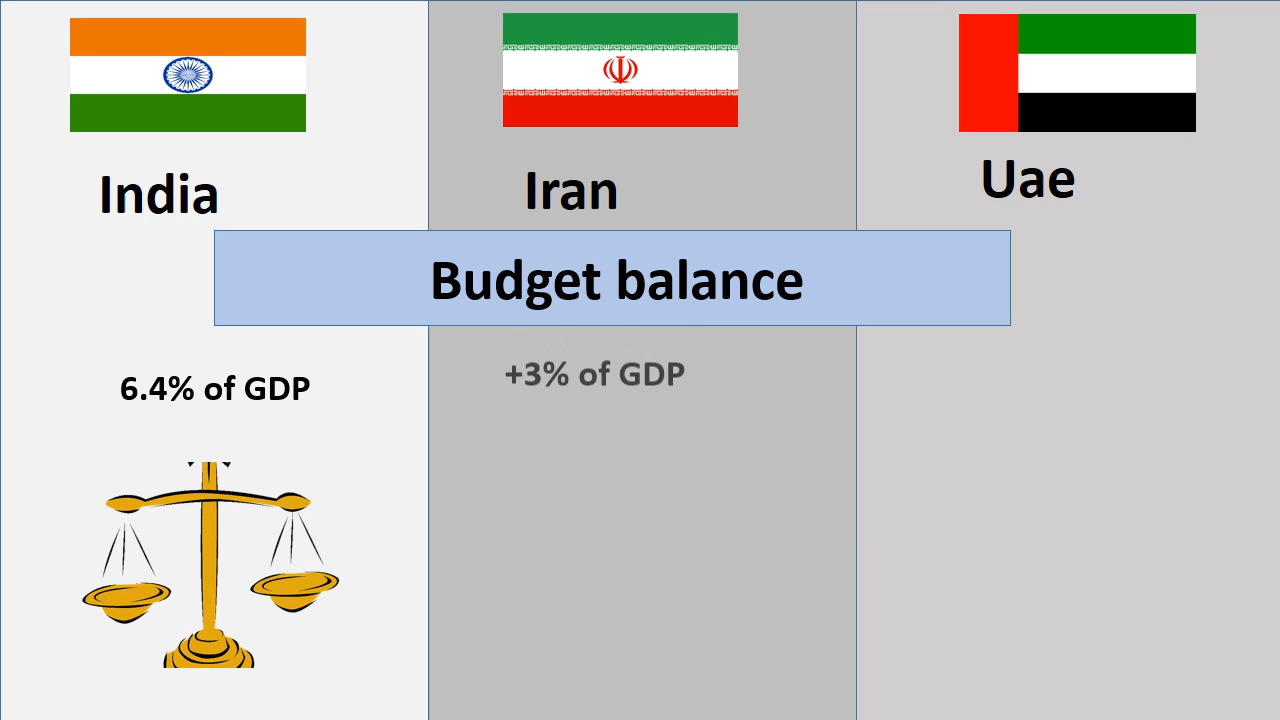 India
Iran
Uae
Budget balance
6.4% of GDP
+3% of GDP